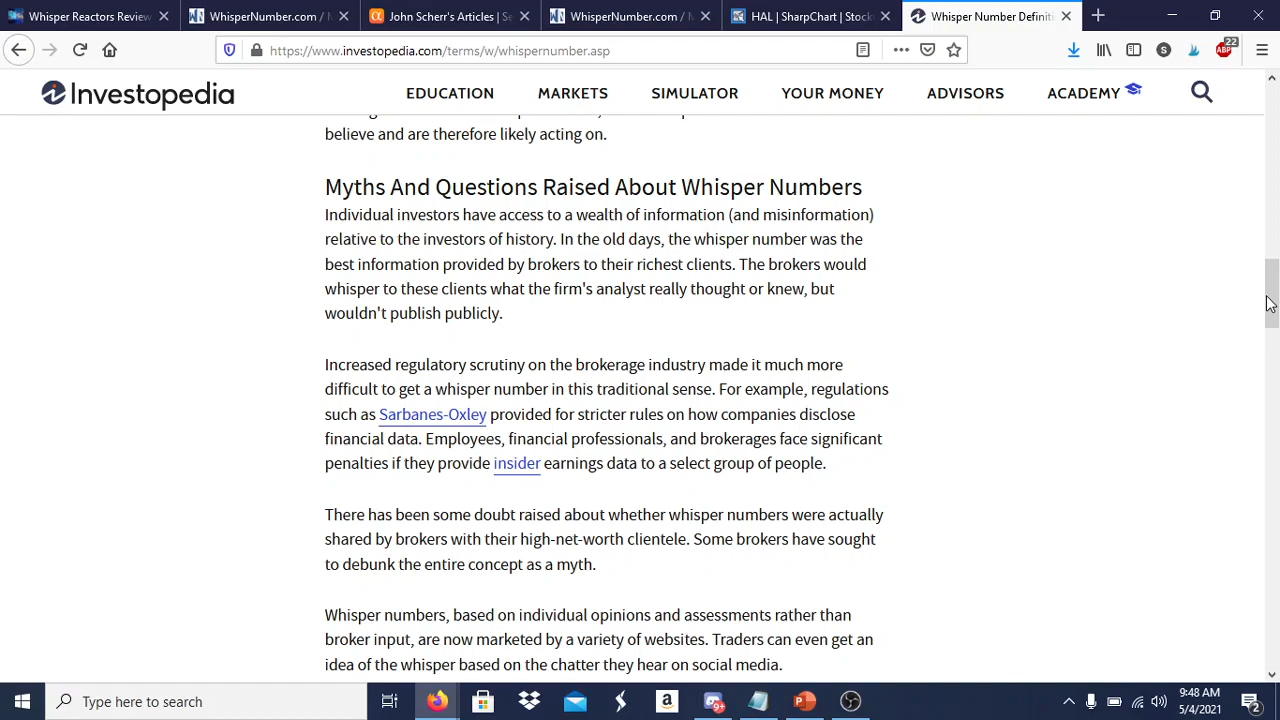 Whisper Reactors Review
WhisperNumber.com / M
John Scherr's Articles | Se
WhisperNumber.com / M
HAL | SharpChart | Stock
Whisper Number Definiti
https://www.investopedia.com/terms/w/whispernumber.asp
S
ABP
22
Investopedia
EDUCATION
MARKETS
SIMULATOR
YOUR MONEY
ADVISORS
ACADEMY
believe and are therefore likely acting on.
Myths And Questions Raised About Whisper Numbers
Individual investors have access to a wealth of information (and misinformation)
relative to the investors of history. In the old days, the whisper number was the
best information provided by brokers to their richest clients. The brokers would
whisper to these clients what the firm's analyst really thought or knew, but
wouldn't publish publicly.
Increased regulatory scrutiny on the brokerage industry made it much more
difficult to get a whisper number in this traditional sense. For example, regulations
such as Sarbanes-Oxley provided for stricter rules on how companies disclose
financial data. Employees, financial professionals, and brokerages face significant
penalties if they provide insider earnings data to a select group of people.
There has been some doubt raised about whether whisper numbers were actually
shared by brokers with their high-net-worth clientele. Some brokers have sought
to debunk the entire concept as a myth.
Whisper numbers, based on individual opinions and assessments rather than
broker input, are now marketed by a variety of websites. Traders can even get an
idea of the whisper based on the chatter they hear on social media.
Type here to search
9+
9:48 AM
5/4/2021
2